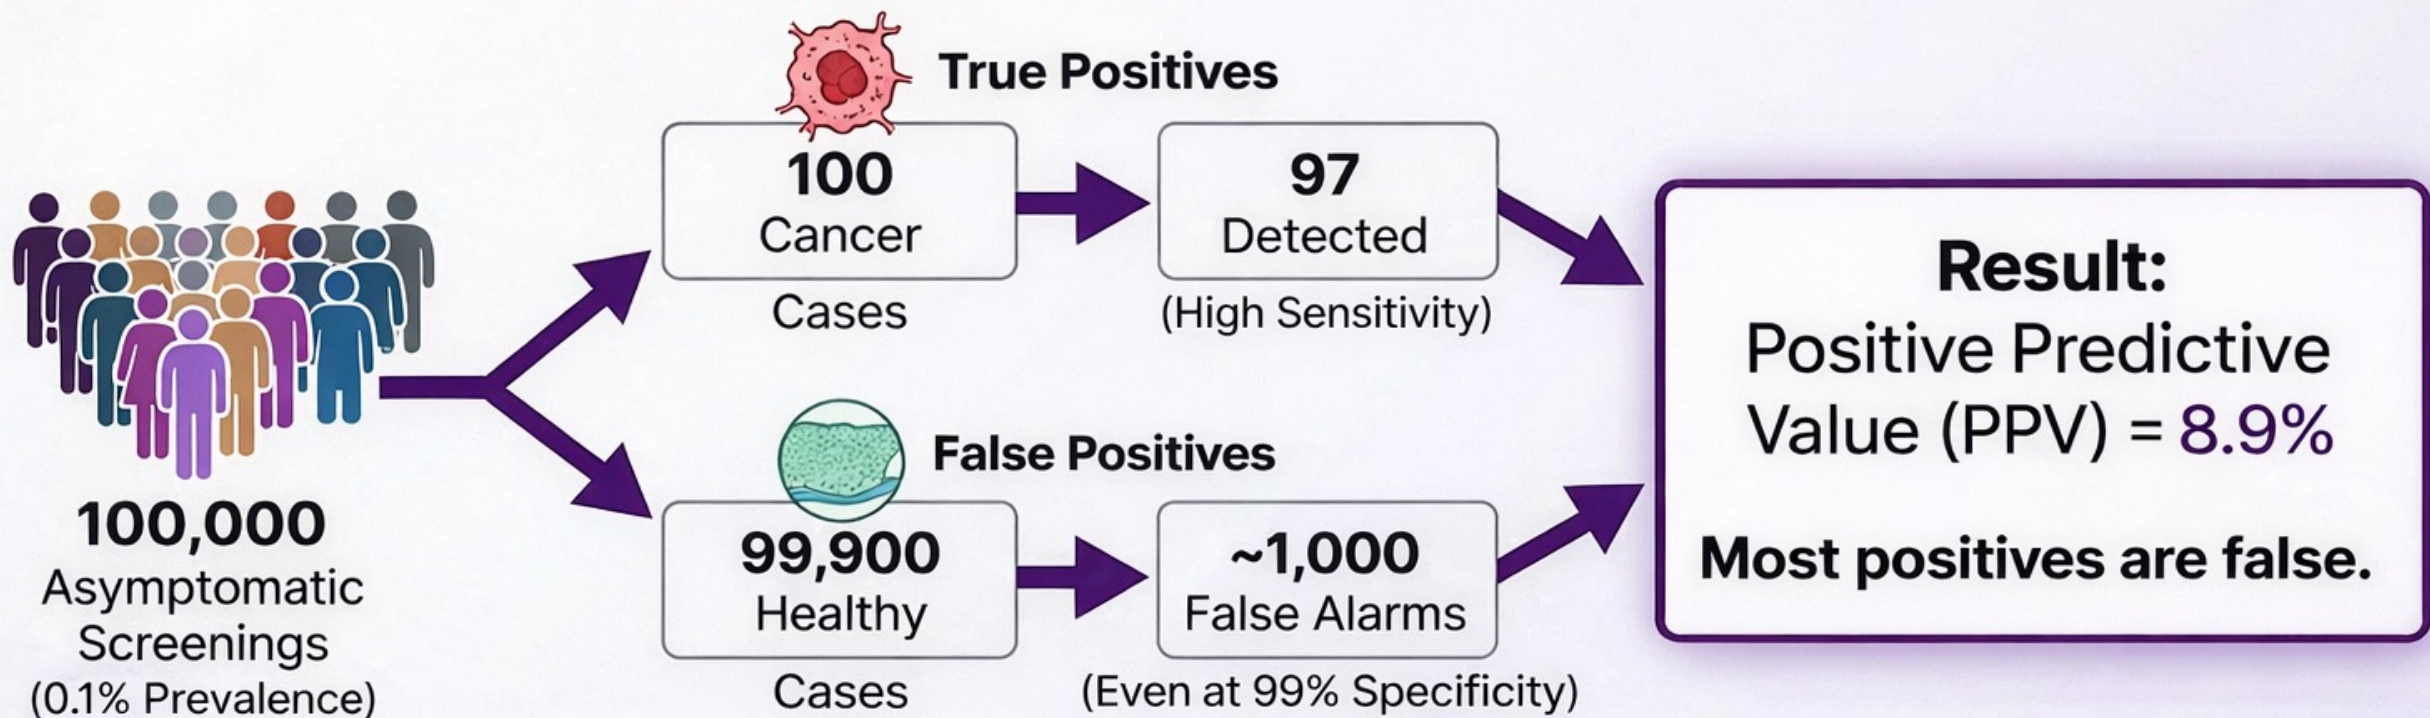 True Positives
100
Cancer
Cases
97
Detected
(High Sensitivity)
100,000
Asymptomatic
Screenings
(0.1% Prevalence)
False Positives
99,900
Healthy
Cases
~1,000
False Alarms
(Even at 99% Specificity)
Result:
Positive Predictive
Value (PPV) = 8.9%
Most positives are false.